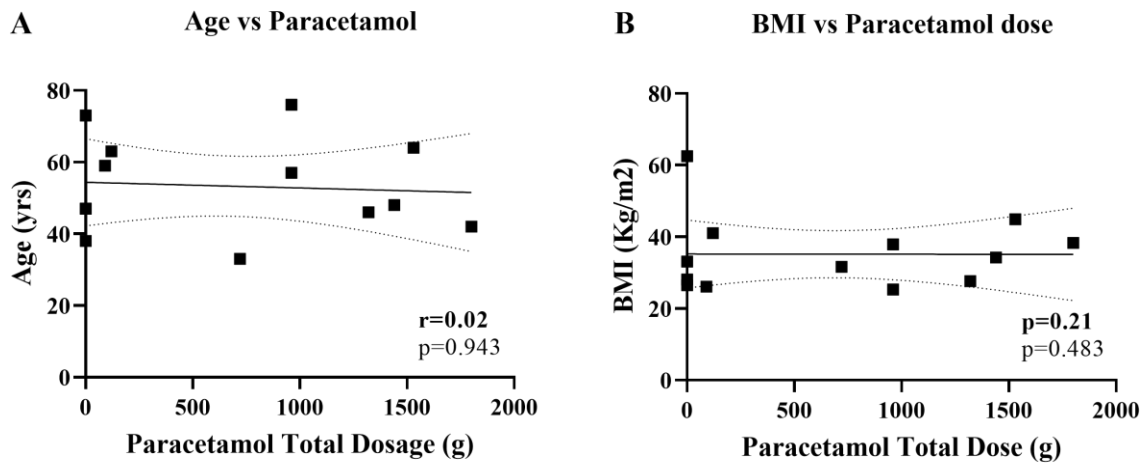 A
Age vs Paracetamol
80
60
40
20
0
Age (yrs)
r=0.02
p=0.943
0 500 1000 1500 2000
Paracetamol Total Dosage (g)
B
BMI vs Paracetamol dose
80
60
40
20
0
BMI (Kg/m2)
p=0.21
p=0.483
0 500 1000 1500 2000
Paracetamol Total Dose (g)